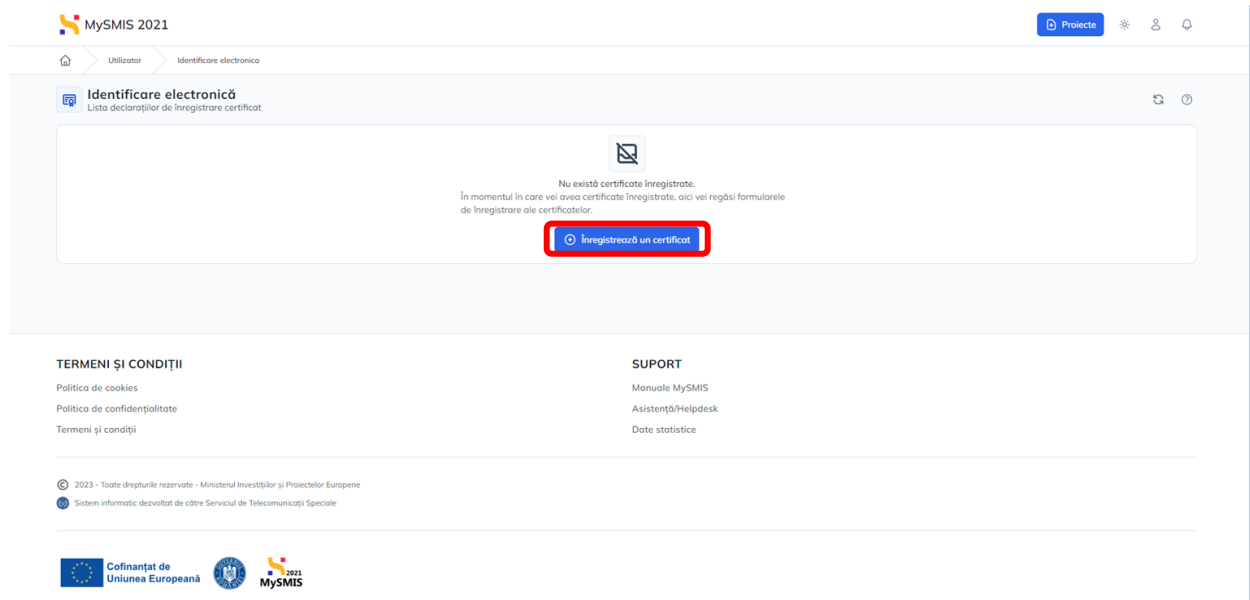 MySMIS 2021
Proiecte
Utilizator
Identificare electronica
Identificare electronică
Lista declarațiilor de înregistrare certificat
Nu există certificate înregistrate.
În momentul în care vei avea certificate înregistrate, aici vei regăsi formularele
de înregistrare ale certificatelor.
Înregistrează un certificat
TERMENI ȘI CONDIȚII
Politica de cookies
Politica de confidențialitate
Termeni și condiții
SUPORT
Manuale MySMIS
Asistență/Helpdesk
Date statistice
© 2023 - Toate drepturile rezervate - Ministerul Investițiilor și Proiectelor Europene
Sistem informatic dezvoltat de către Serviciul de Telecomunicații Speciale
Cofinanțat de
Uniunea Europeană
2021
MySMIS